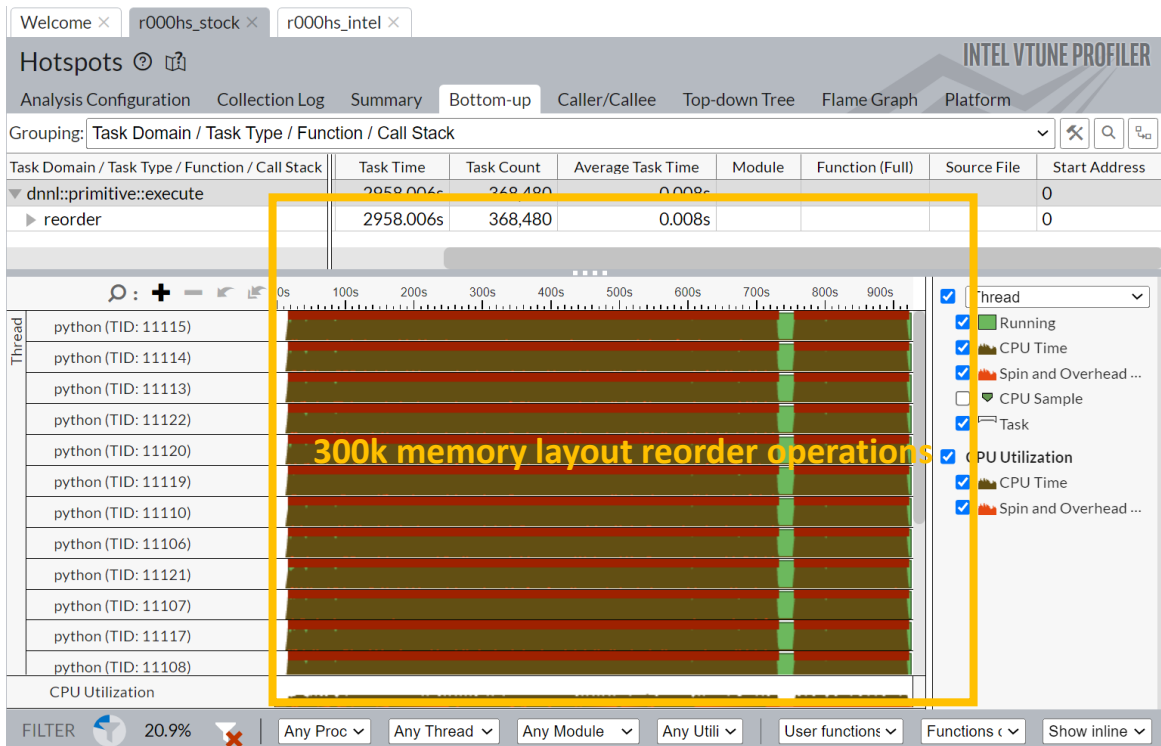 Welcome × r000hs_stock × r000hs_intel ×
Hotspots ? INTEL VTUNE PROFILER
Analysis Configuration Collection Log Summary Bottom-up Caller/Callee Top-down Tree Flame Graph Platform
Grouping: Task Domain / Task Type / Function / Call Stack
Task Domain / Task Type / Function / Call Stack Task Time Task Count Average Task Time Module Function (Full) Source File Start Address
dnnl::primitive::execute 2958.006s 368,480 0.008s 0
reorder 2958.006s 368,480 0.008s 0
0s 100s 200s 300s 400s 500s 600s 700s 800s 900s
Thread
Thread
python (TID: 11115) Running
python (TID: 11114) CPU Time
python (TID: 11113) Spin and Overhead ...
python (TID: 11122) CPU Sample
Task
python (TID: 11120) 300k memory layout reorder operations CPU Utilization
python (TID: 11119) CPU Time
python (TID: 11110) Spin and Overhead ...
python (TID: 11106)
python (TID: 11121)
python (TID: 11107)
python (TID: 11117)
python (TID: 11108)
CPU Utilization
FILTER 20.9% Any Proc Any Thread Any Module Any Utili User functions Functions Show inline